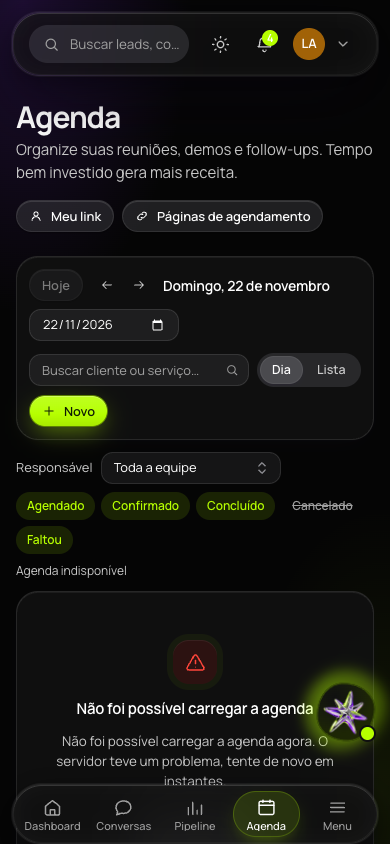 Buscar leads, co...
4
LA
Agenda
Organize suas reuniões, demos e follow-ups. Tempo
bem investido gera mais receita.
Meu link
Páginas de agendamento
Hoje
Domingo, 22 de novembro
22/11/2026
Buscar cliente ou serviço...
Dia
Lista
Novo
Responsável
Toda a equipe
Agendado
Confirmado
Concluído
Cancelado
Faltou
Agenda indisponível
Não foi possível carregar a agenda
Não foi possível carregar a agenda agora. O
servidor teve um problema, tente de novo em
instantes.
Dashboard
Conversas
Pipeline
Agenda
Menu